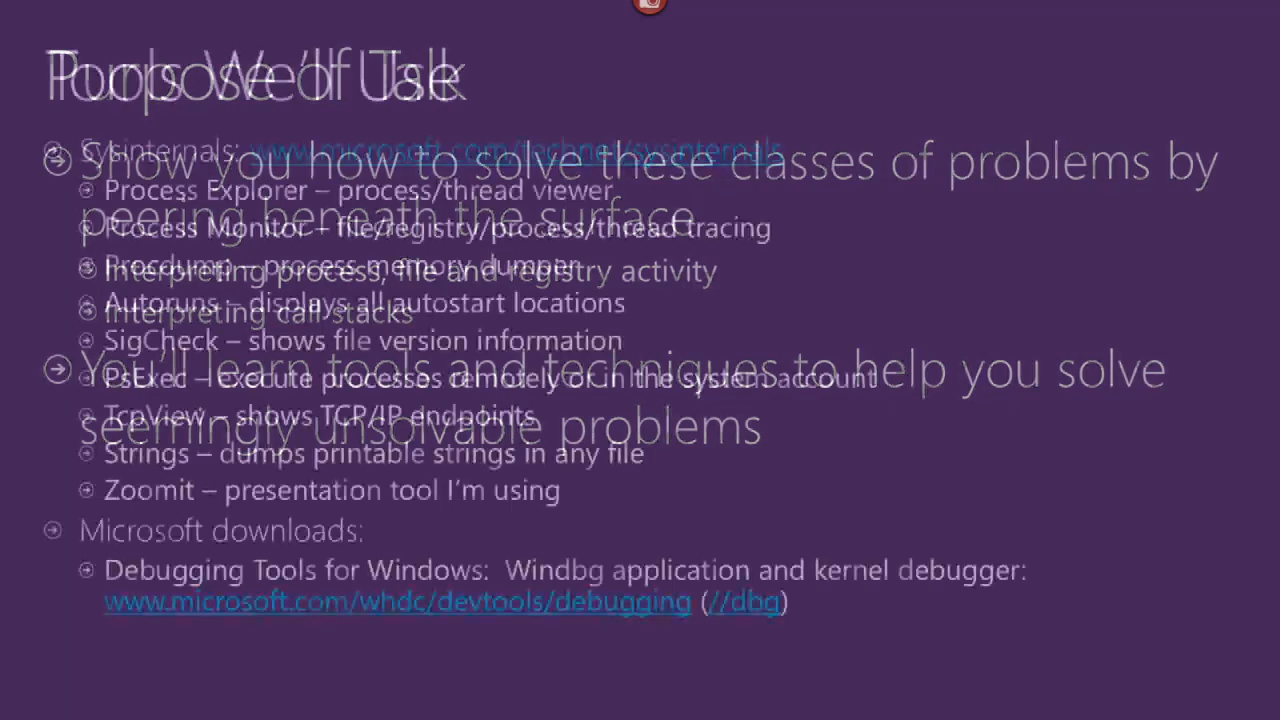 Purpose of Talk
Show you how to solve these classes of problems by
peering beneath the surface
Interpreting process, file and registry activity
Interpreting call stacks
You'll learn tools and techniques to help you solve
seemingly unsolvable problems
Tools We'll Use
Sysinternals: www.microsoft.com/technet/sysinternals
Process Explorer – process/thread viewer
Process Monitor – file/registry/process/thread tracing
Procdump – process memory dumper
Autoruns – displays all autostart locations
SigCheck – shows file version information
PsExec – execute processes remotely or in the system account
TcpView – shows TCP/IP endpoints
Strings – dumps printable strings in any file
Zoomit – presentation tool I'm using
Microsoft downloads:
Debugging Tools for Windows:  Windbg application and kernel debugger:
www.microsoft.com/whdc/devtools/debugging (//dbg)